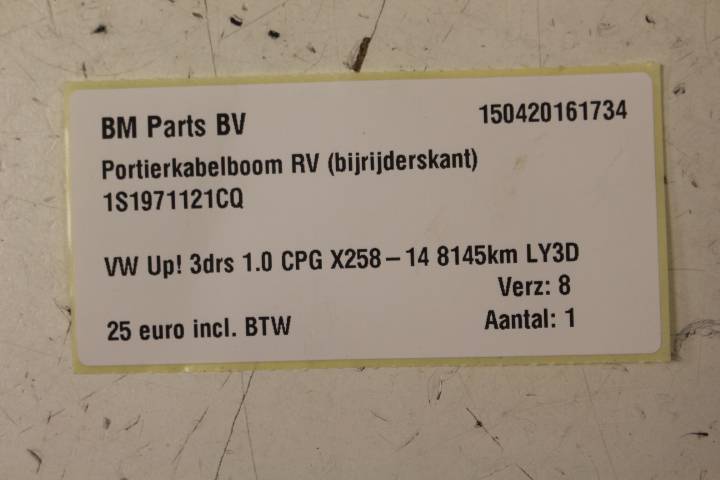 BM Parts BV 150420161734
Portierkabelboom RV (bijrijderskant)
1S1971121CQ
VW Up! 3drs 1.0 CPG X258 – 14 8145km LY3D
Verz: 8
25 euro incl. BTW Aantal: 1